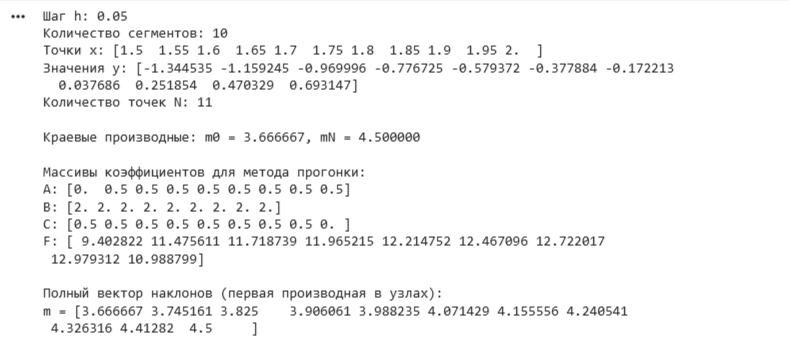 ••• Шаг h: 0.05
Количество сегментов: 10
Точки x: [1.5  1.55 1.6  1.65 1.7  1.75 1.8  1.85 1.9  1.95 2.  ]
Значения y: [-1.344535 -1.159245 -0.969996 -0.776725 -0.579372 -0.377884 -0.172213
  0.037686  0.251854  0.470329  0.693147]
Количество точек N: 11
Краевые производные: m0 = 3.666667, mN = 4.500000
Массивы коэффициентов для метода прогонки:
A: [0.  0.5 0.5 0.5 0.5 0.5 0.5 0.5 0.5]
B: [2. 2. 2. 2. 2. 2. 2. 2. 2.]
C: [0.5 0.5 0.5 0.5 0.5 0.5 0.5 0.5 0. ]
F: [ 9.402822 11.475611 11.718739 11.965215 12.214752 12.467096 12.722017
 12.979312 10.988799]
Полный вектор наклонов (первая производная в узлах):
m = [3.666667 3.745161 3.825    3.906061 3.988235 4.071429 4.155556 4.240541
 4.326316 4.41282  4.5     ]